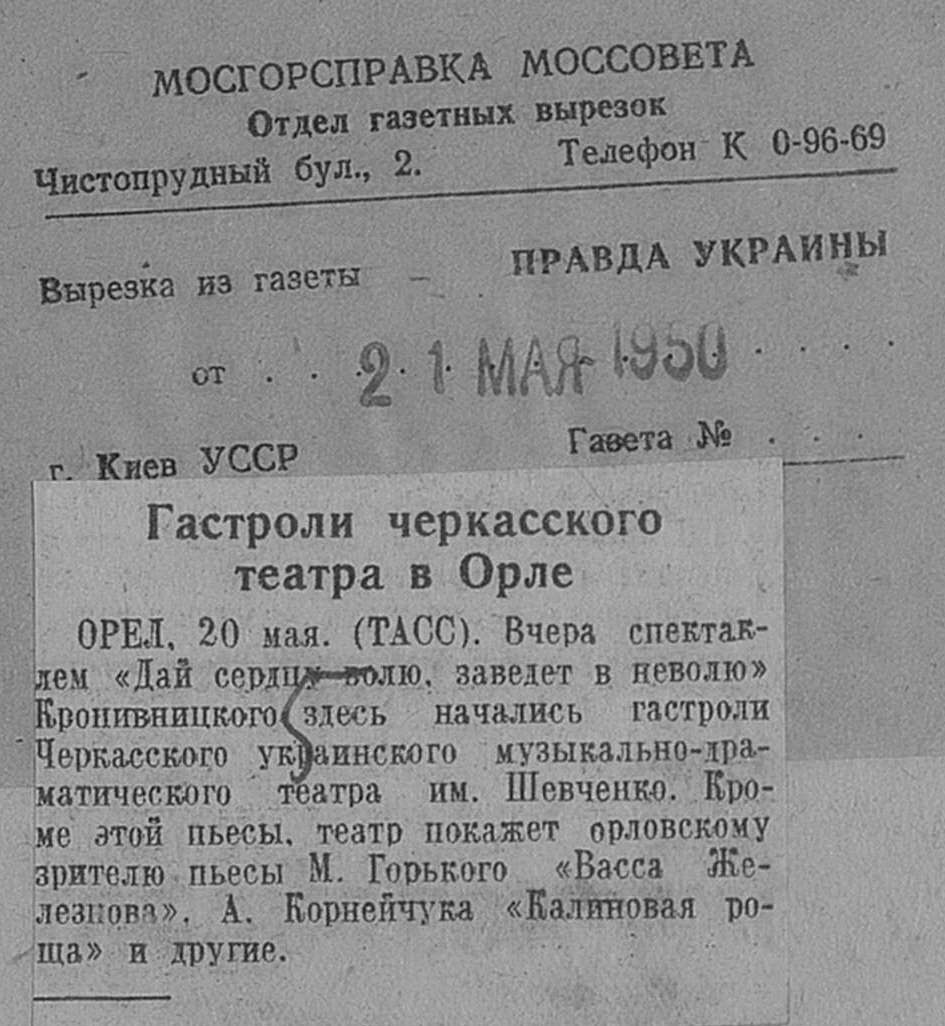 МОСГОРСПРАВКА МОССОВЕТА
Отдел газетных вырезок
Чистопрудный бул., 2. Телефон К 0-96-69
Вырезка из газеты – ПРАВДА УКРАИНЫ
от . . 21 МАЯ 1950 . . . .
г. Киев УССР Газета № . . .
Гастроли черкасского
театра в Орле
ОРЕЛ, 20 мая. (ТАСС). Вчера спектак-
лем «Дай сердцу волю, заведет в неволю»
Кронивницкого здесь начались гастроли
Черкасского украинского музыкально-дра-
матического театра им. Шевченко. Кро-
ме этой пьесы, театр покажет орловскому
зрителю пьесы М. Горького «Васса Же-
лезнова», А. Корнейчука «Калиновая ро-
ща» и другие.